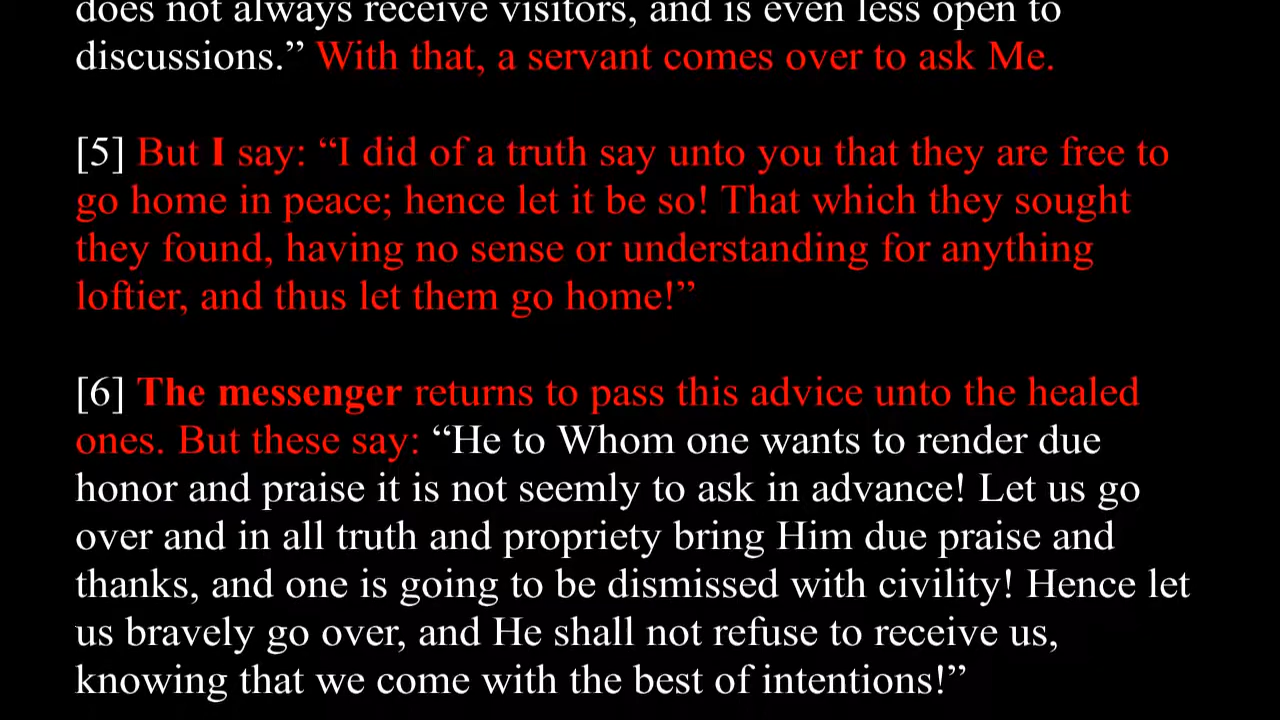 does not always receive visitors, and is even less open to
discussions.” With that, a servant comes over to ask Me.
[5] But I say: “I did of a truth say unto you that they are free to
go home in peace; hence let it be so! That which they sought
they found, having no sense or understanding for anything
loftier, and thus let them go home!”
[6] The messenger returns to pass this advice unto the healed
ones. But these say: “He to Whom one wants to render due
honor and praise it is not seemly to ask in advance! Let us go
over and in all truth and propriety bring Him due praise and
thanks, and one is going to be dismissed with civility! Hence let
us bravely go over, and He shall not refuse to receive us,
knowing that we come with the best of intentions!”